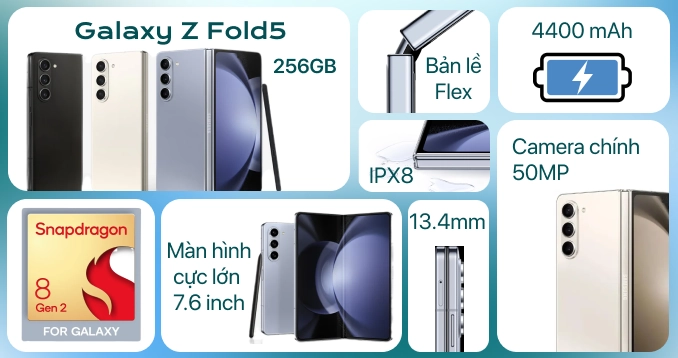 Galaxy Z Fold5
256GB
Bản lề
Flex
4400 mAh
IPX8
Camera chính
50MP
Snapdragon
8
Gen 2
FOR GALAXY
Màn hình
cực lớn
7.6 inch
13.4mm